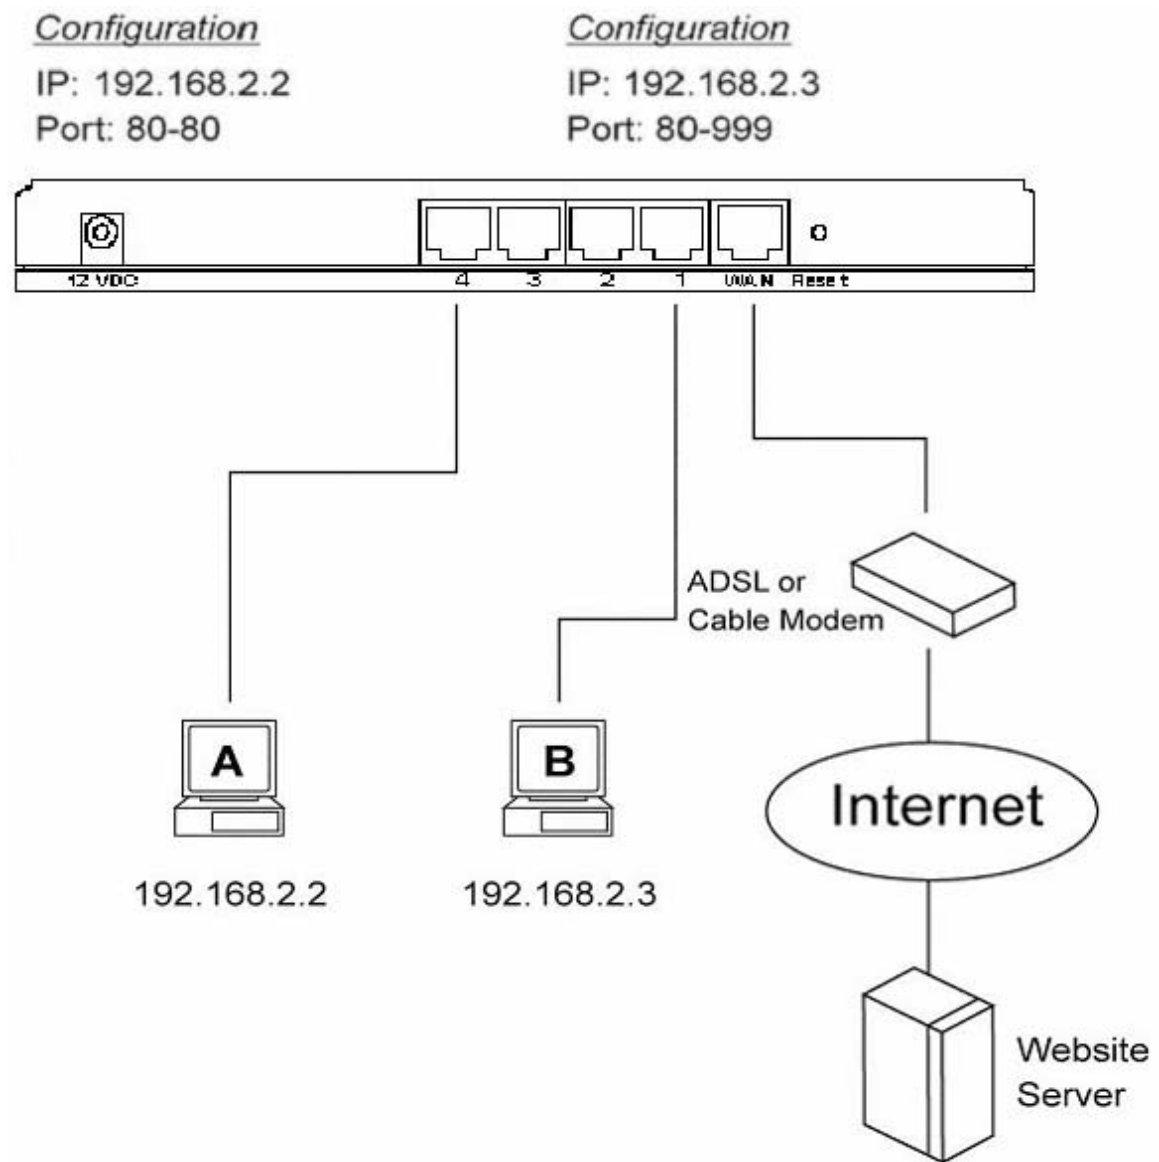 Configuration
IP: 192.168.2.2
Port: 80-80
Configuration
IP: 192.168.2.3
Port: 80-999
12 VDC
4
3
2
1
WAN
Reset
ADSL or
Cable Modem
A
B
192.168.2.2
192.168.2.3
Internet
Website
Server